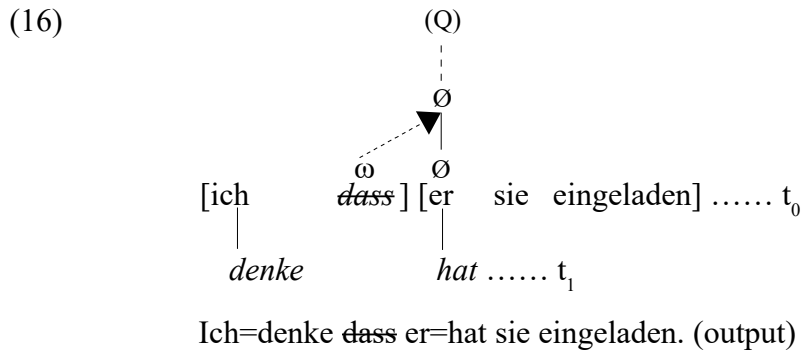 (16)
(Q)
Ø
ω Ø
[ich ~~dass~~ ] [er sie eingeladen] …… t₀
denke hat …… t₁
Ich=denke ~~dass~~ er=hat sie eingeladen. (output)